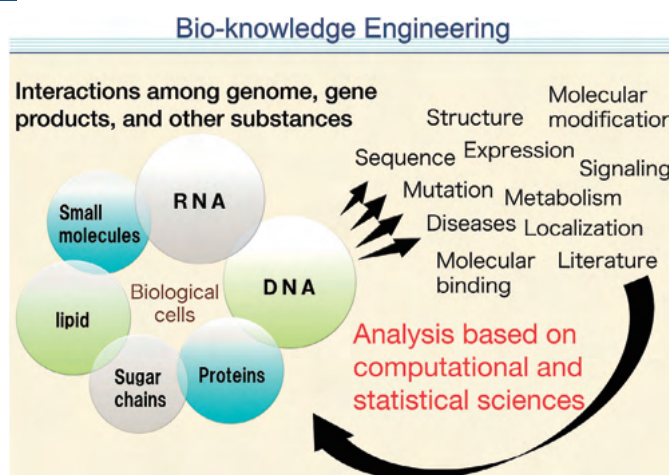 Bio-knowledge Engineering
Interactions among genome, gene
products, and other substances
Structure
Molecular
modification
Sequence
Expression
Signaling
Mutation
Metabolism
Diseases
Localization
Molecular
binding
Literature
RNA
Small
molecules
DNA
Biological
cells
lipid
Sugar
chains
Proteins
Analysis based on
computational and
statistical sciences